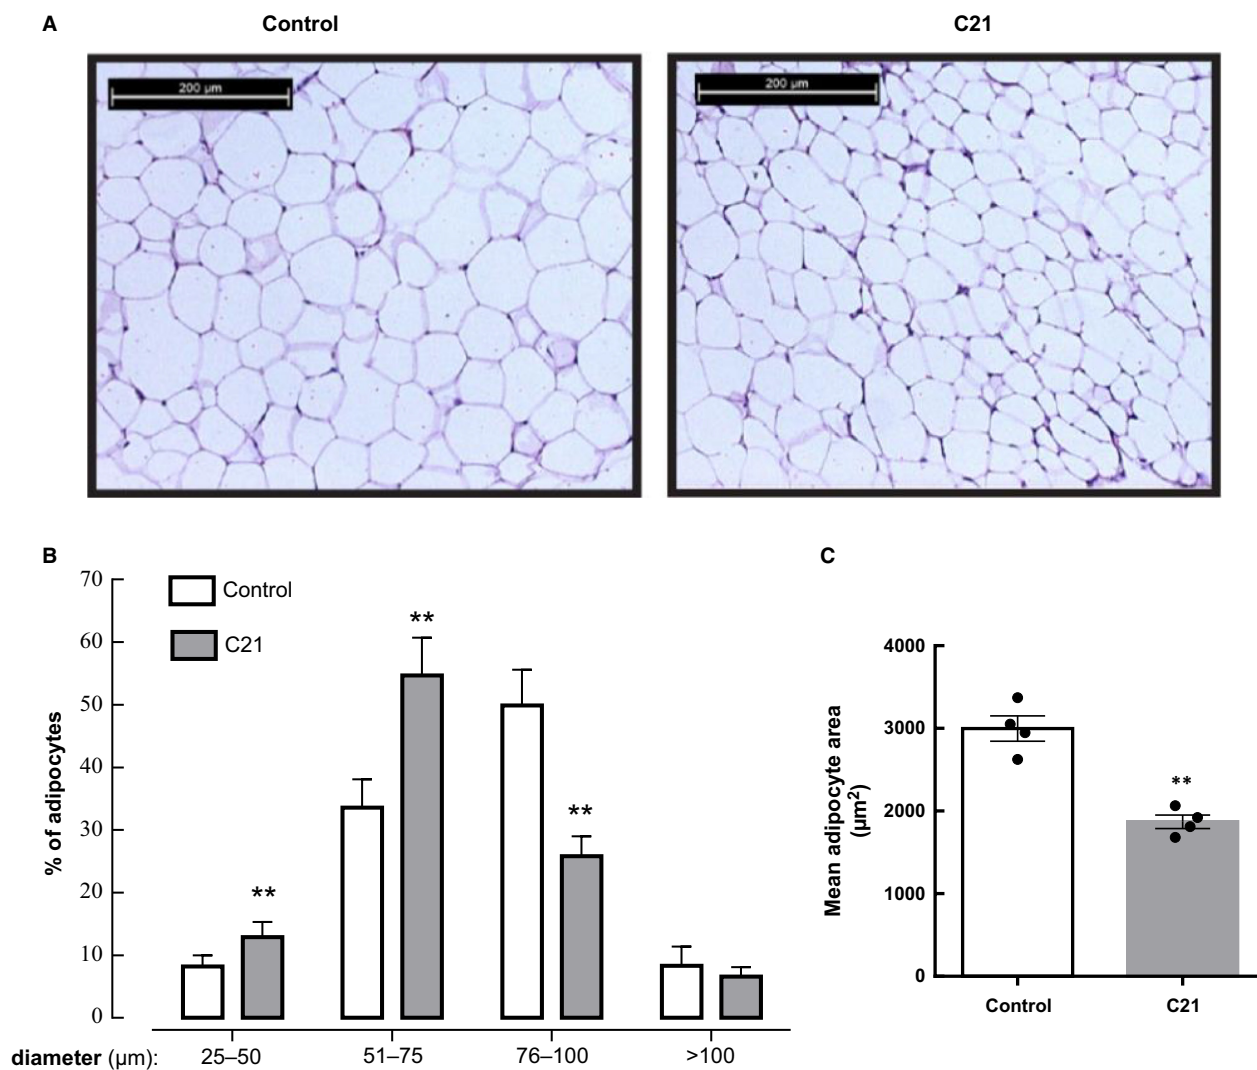 A
Control
C21
200 µm
200 µm
B
70
60
50
40
30
20
10
0
% of adipocytes
Control
C21
**
**
**
diameter (µm):
25–50
51–75
76–100
>100
C
4000
3000
2000
1000
0
Mean adipocyte area
(µm²)
**
Control
C21